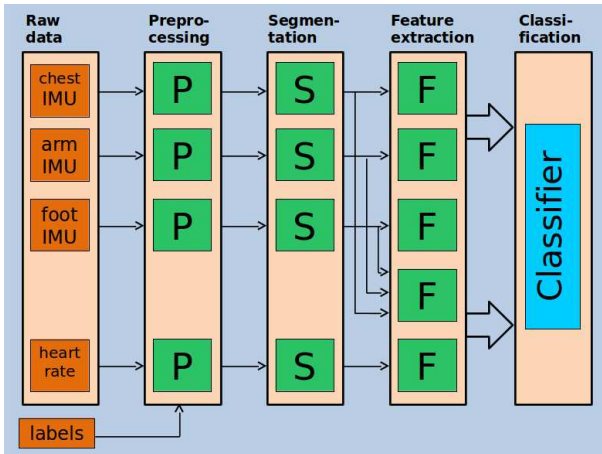 Raw
data
Prepro-
cessing
Segmen-
tation
Feature
extraction
Classi-
fication
chest
IMU
P
S
F
arm
IMU
P
S
F
foot
IMU
P
S
F
F
heart
rate
P
S
F
Classifier
labels